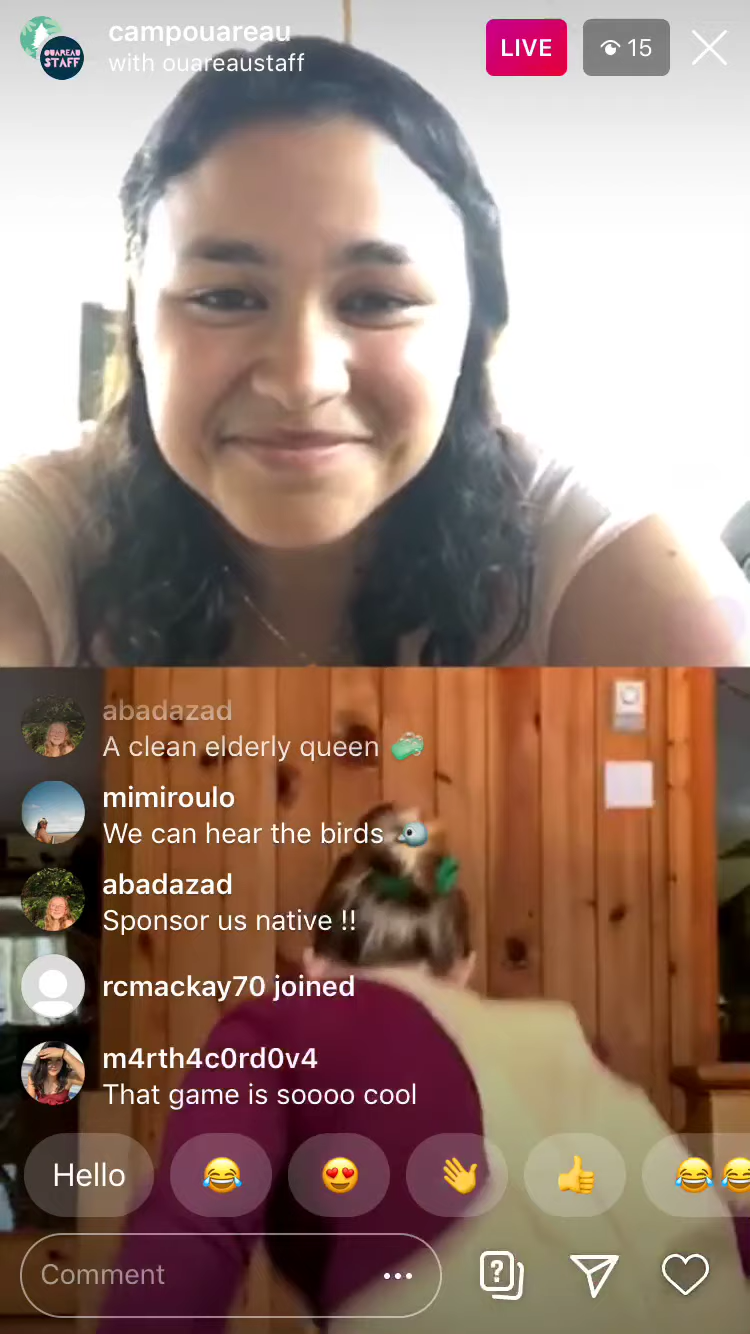 campouareau
OUAREAU
STAFF
with ouareaustaff
LIVE
15
abadazad
A clean elderly queen 🧼
mimiroulo
We can hear the birds 🐦
abadazad
Sponsor us native !!
rcmackay70 joined
m4rth4c0rd0v4
That game is soooo cool
Hello 😂 😍 👋 👍 😂 😂
Comment